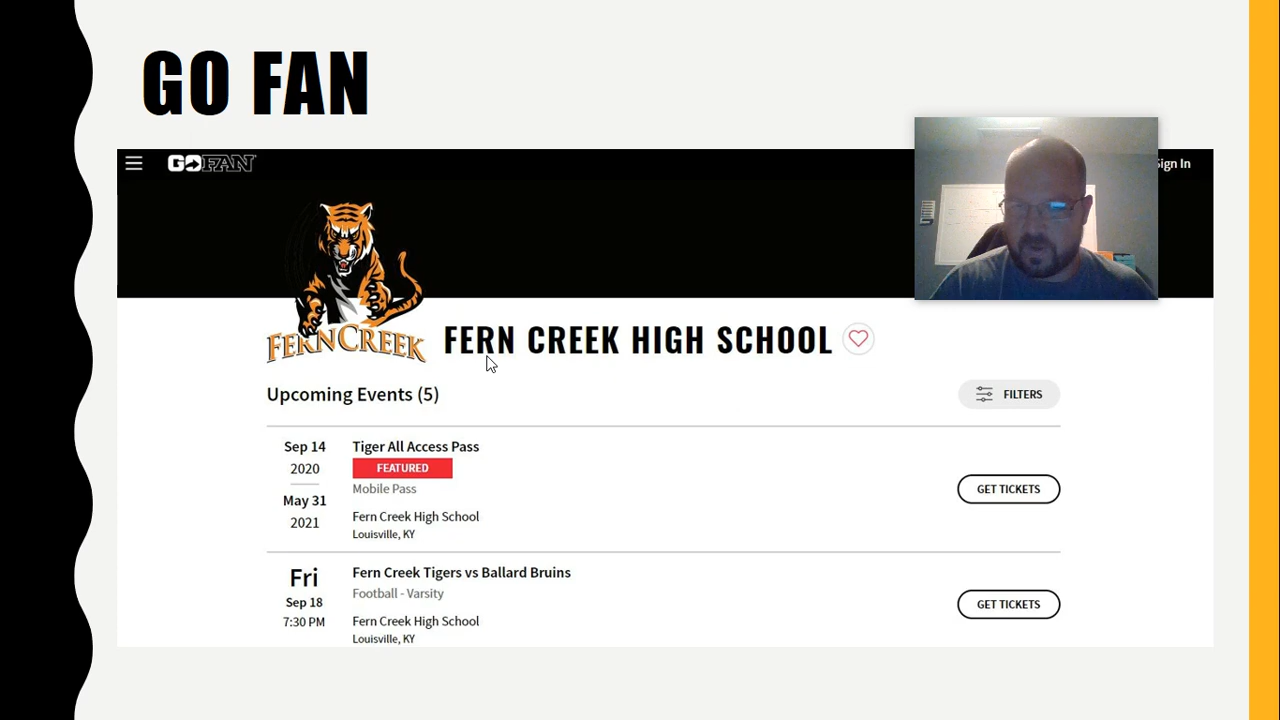 GO FAN
GOFAN
Sign In
FERNCREEK
FERN CREEK HIGH SCHOOL
Upcoming Events (5)
FILTERS
Sep 14
2020
May 31
2021
Tiger All Access Pass
FEATURED
Mobile Pass
Fern Creek High School
Louisville, KY
GET TICKETS
Fri
Sep 18
7:30 PM
Fern Creek Tigers vs Ballard Bruins
Football - Varsity
Fern Creek High School
Louisville, KY
GET TICKETS